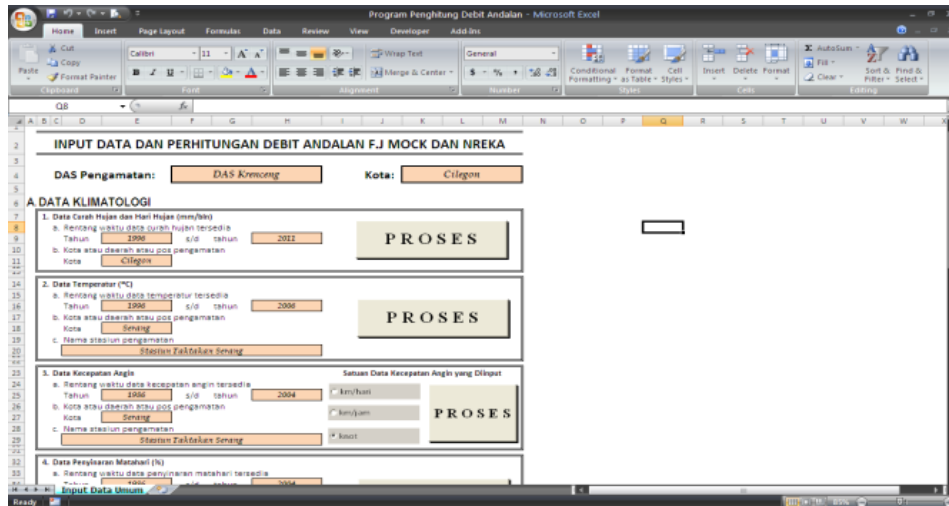 Program Penghitung Debit Andalan - Microsoft Excel
Home Insert Page Layout Formulas Data Review View Developer Add-Ins
Cut
Copy
Format Painter
Paste
Calibri 11
Wrap Text
Merge & Center
General
Conditional Formatting
Format as Table
Cell Styles
Insert Delete Format
AutoSum
Fill
Clear
Sort & Filter
Find & Select
Clipboard Font Alignment Number Styles Cells Editing
Q8
fx
A B C D E F G H I J K L M N O P Q R S T U V W X
INPUT DATA DAN PERHITUNGAN DEBIT ANDALAN F.J MOCK DAN NREKA
DAS Pengamatan: DAS Krenceng Kota: Cilegon
A. DATA KLIMATOLOGI
1. Data Curah Hujan dan Hari Hujan (mm/bln)
a. Rentang waktu data curah hujan tersedia
Tahun 1996 s/d tahun 2011
b. Kota atau daerah atau pos pengamatan
Kota Cilegon
PROSES
2. Data Temperatur (°C)
a. Rentang waktu data temperatur tersedia
Tahun 1996 s/d tahun 2006
b. Kota atau daerah atau pos pengamatan
Kota Serang
c. Nama stasiun pengamatan
Stasiun Taktakan Serang
PROSES
3. Data Kecepatan Angin
a. Rentang waktu data kecepatan angin tersedia
Tahun 1986 s/d tahun 2004
b. Kota atau daerah atau pos pengamatan
Kota Serang
c. Nama stasiun pengamatan
Stasiun Taktakan Serang
Satuan Data Kecepatan Angin yang Diinput
km/hari
km/jam
knot
PROSES
4. Data Penyinaran Matahari (%)
a. Rentang waktu data penyinaran matahari tersedia
Tahun s/d tahun 2004
Input Data Umum
Ready
85%